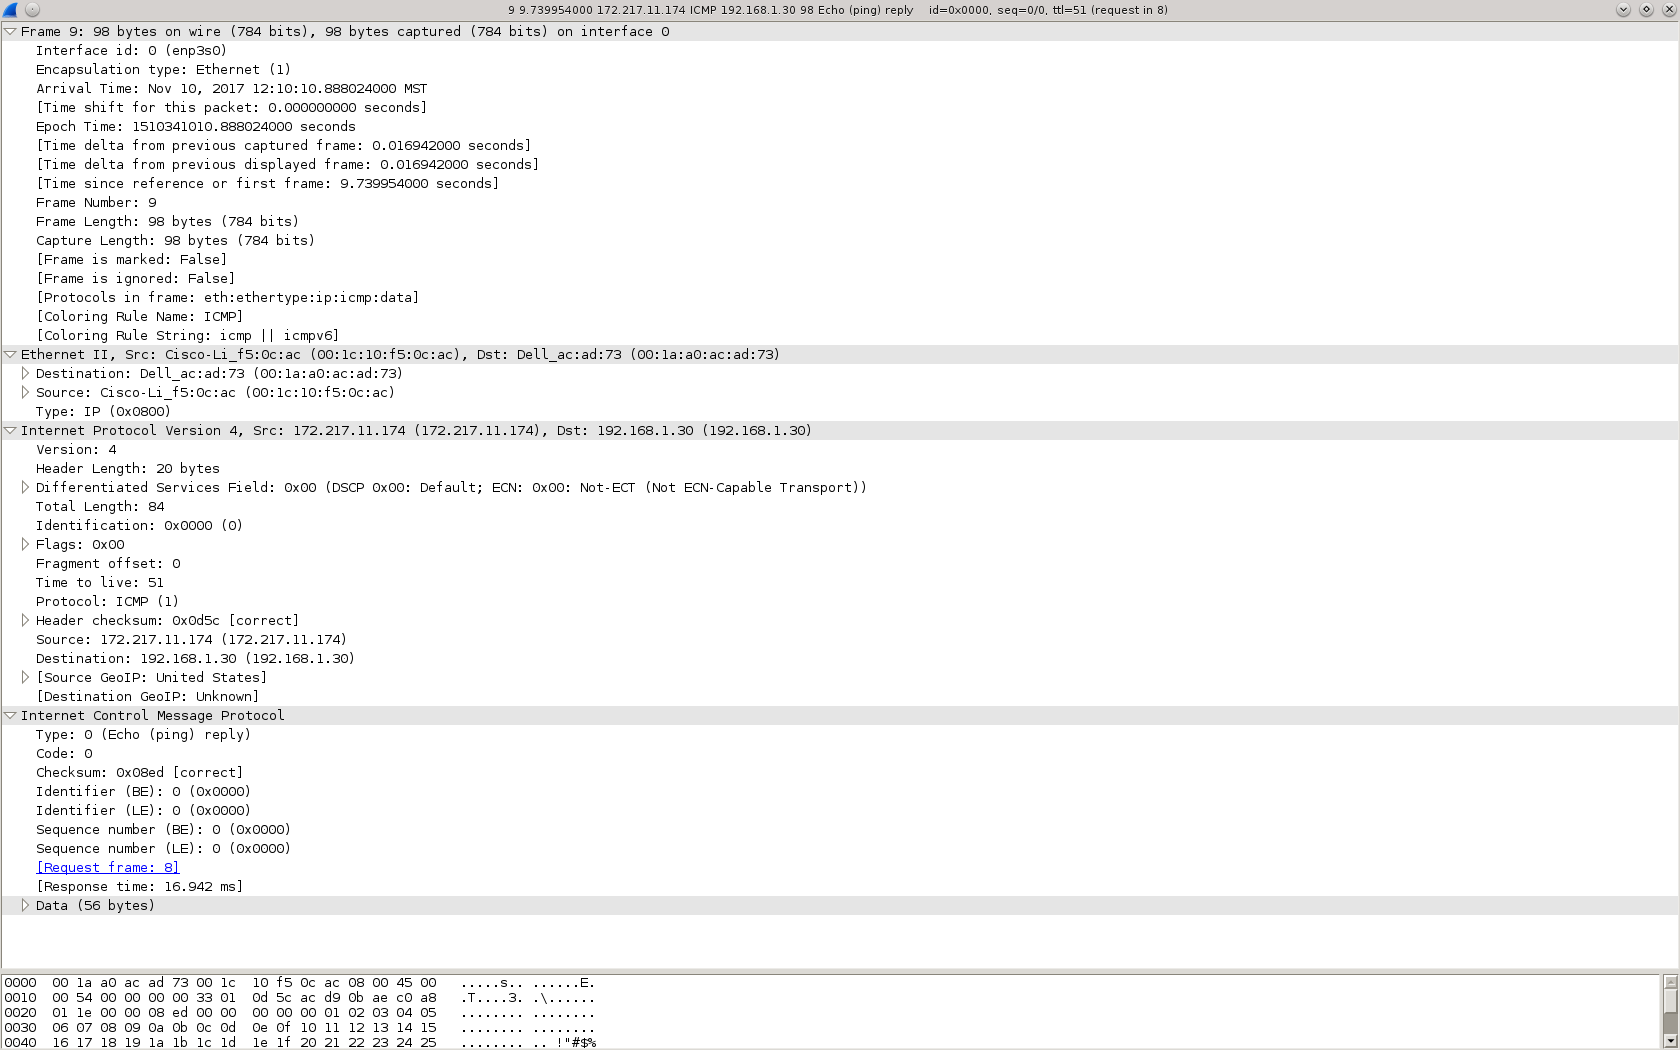 9 9.739954000 172.217.11.174 ICMP 192.168.1.30 98 Echo (ping) reply    id=0x0000, seq=0/0, ttl=51 (request in 8)
Frame 9: 98 bytes on wire (784 bits), 98 bytes captured (784 bits) on interface 0
Interface id: 0 (enp3s0)
Encapsulation type: Ethernet (1)
Arrival Time: Nov 10, 2017 12:10:10.888024000 MST
[Time shift for this packet: 0.000000000 seconds]
Epoch Time: 1510341010.888024000 seconds
[Time delta from previous captured frame: 0.016942000 seconds]
[Time delta from previous displayed frame: 0.016942000 seconds]
[Time since reference or first frame: 9.739954000 seconds]
Frame Number: 9
Frame Length: 98 bytes (784 bits)
Capture Length: 98 bytes (784 bits)
[Frame is marked: False]
[Frame is ignored: False]
[Protocols in frame: eth:ethertype:ip:icmp:data]
[Coloring Rule Name: ICMP]
[Coloring Rule String: icmp || icmpv6]
Ethernet II, Src: Cisco-Li_f5:0c:ac (00:1c:10:f5:0c:ac), Dst: Dell_ac:ad:73 (00:1a:a0:ac:ad:73)
Destination: Dell_ac:ad:73 (00:1a:a0:ac:ad:73)
Source: Cisco-Li_f5:0c:ac (00:1c:10:f5:0c:ac)
Type: IP (0x0800)
Internet Protocol Version 4, Src: 172.217.11.174 (172.217.11.174), Dst: 192.168.1.30 (192.168.1.30)
Version: 4
Header Length: 20 bytes
Differentiated Services Field: 0x00 (DSCP 0x00: Default; ECN: 0x00: Not-ECT (Not ECN-Capable Transport))
Total Length: 84
Identification: 0x0000 (0)
Flags: 0x00
Fragment offset: 0
Time to live: 51
Protocol: ICMP (1)
Header checksum: 0x0d5c [correct]
Source: 172.217.11.174 (172.217.11.174)
Destination: 192.168.1.30 (192.168.1.30)
[Source GeoIP: United States]
[Destination GeoIP: Unknown]
Internet Control Message Protocol
Type: 0 (Echo (ping) reply)
Code: 0
Checksum: 0x08ed [correct]
Identifier (BE): 0 (0x0000)
Identifier (LE): 0 (0x0000)
Sequence number (BE): 0 (0x0000)
Sequence number (LE): 0 (0x0000)
[Request frame: 8]
[Response time: 16.942 ms]
Data (56 bytes)
0000  00 1a a0 ac ad 73 00 1c  10 f5 0c ac 08 00 45 00   .....s.. ......E.
0010  00 54 00 00 00 00 33 01  0d 5c ac d9 0b ae c0 a8   .T....3. .\......
0020  01 1e 00 00 08 ed 00 00  00 00 00 01 02 03 04 05   ........ ........
0030  06 07 08 09 0a 0b 0c 0d  0e 0f 10 11 12 13 14 15   ........ ........
0040  16 17 18 19 1a 1b 1c 1d  1e 1f 20 21 22 23 24 25   ........ .. !"#$%